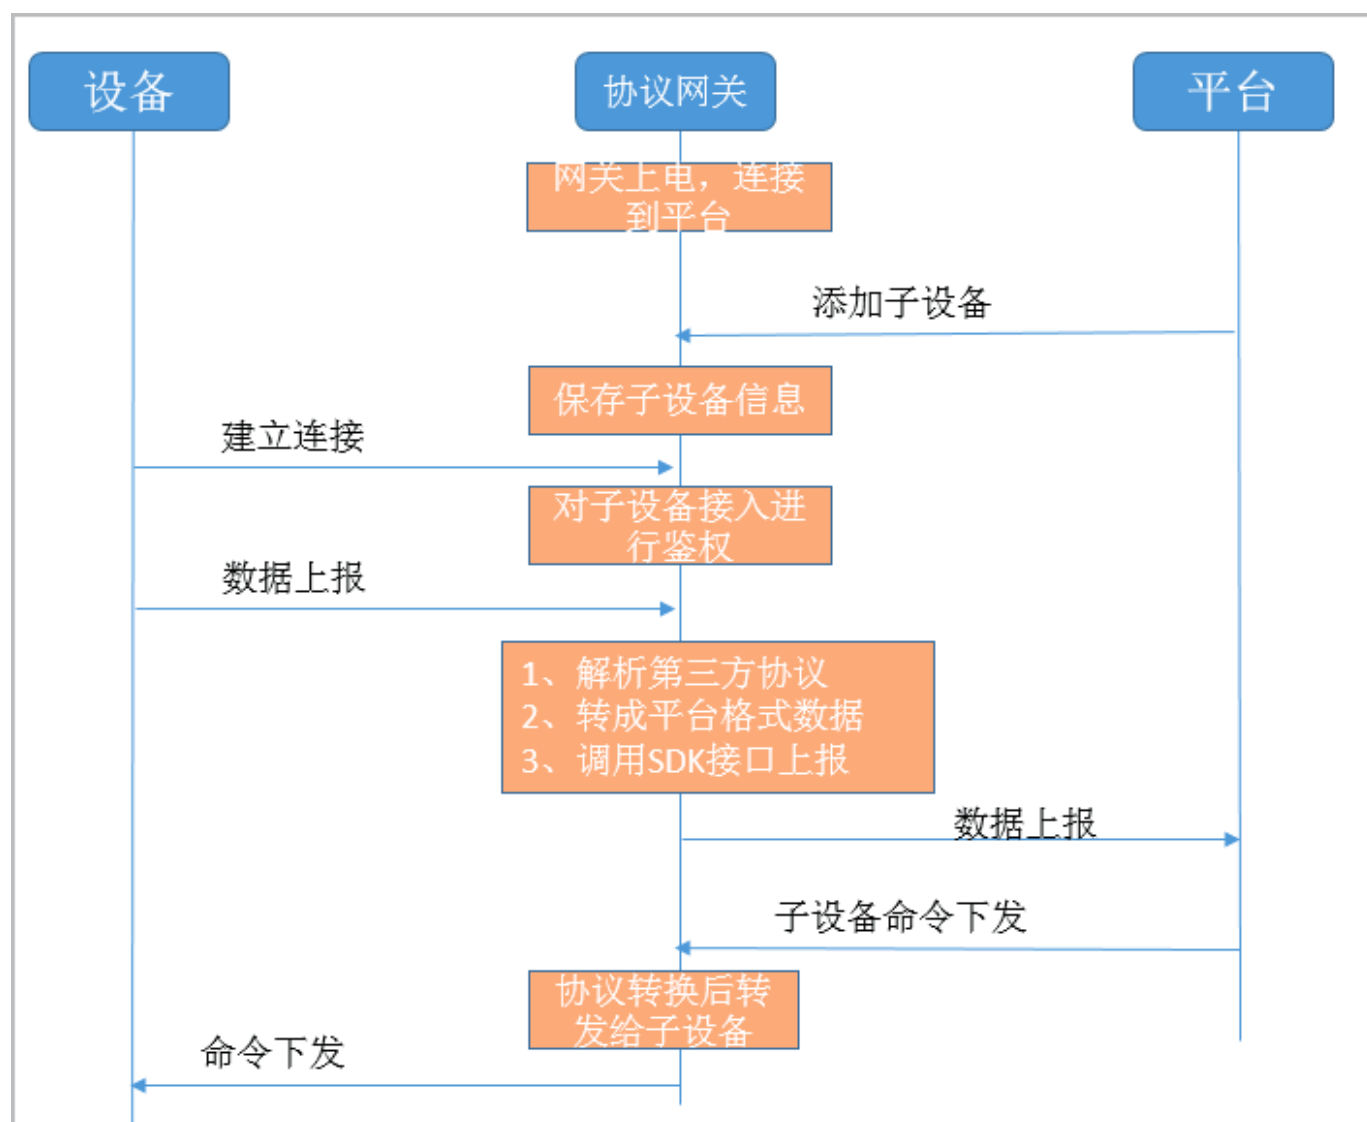 设备
协议网关
平台
网关上电，连接
到平台
添加子设备
保存子设备信息
建立连接
对子设备接入进
行鉴权
数据上报
1、解析第三方协议
2、转成平台格式数据
3、调用SDK接口上报
数据上报
子设备命令下发
协议转换后转
发给子设备
命令下发